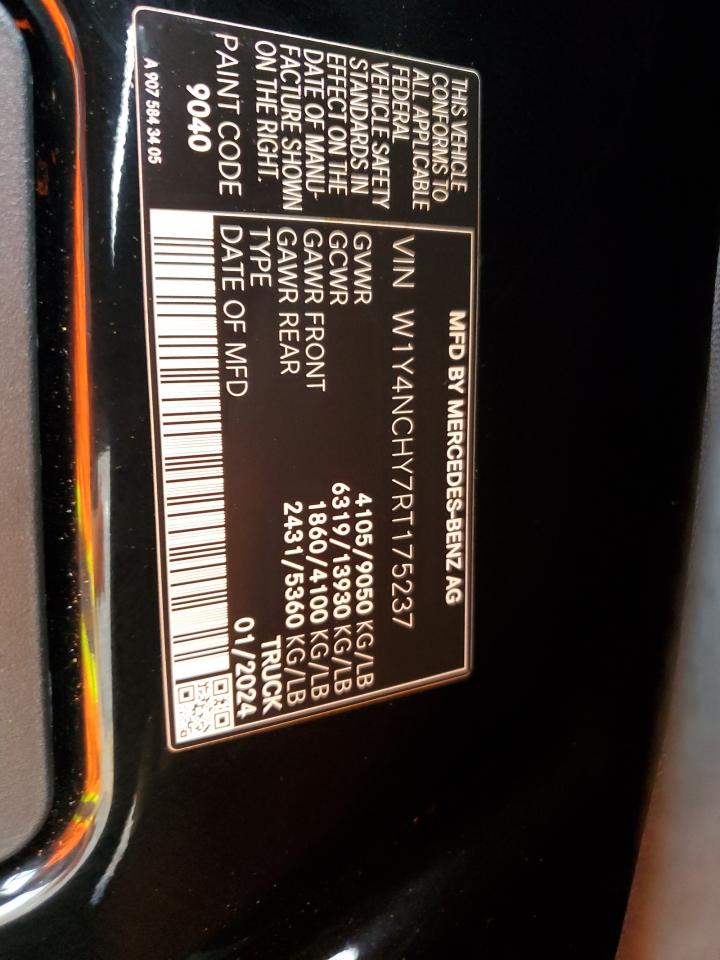 THIS VEHICLE
CONFORMS TO
ALL APPLICABLE
FEDERAL
VEHICLE SAFETY
STANDARDS IN
EFFECT ON THE
DATE OF MANU-
FACTURE SHOWN
ON THE RIGHT.
PAINT CODE
9040
A 907 584 34 05
MFD BY MERCEDES-BENZ AG
VIN W1Y4NCHY7RT175237
GVWR 4105/9050 KG/LB
GCWR 6319/13930 KG/LB
GAWR FRONT 1860/4100 KG/LB
GAWR REAR 2431/5360 KG/LB
TYPE TRUCK
DATE OF MFD 01/2024